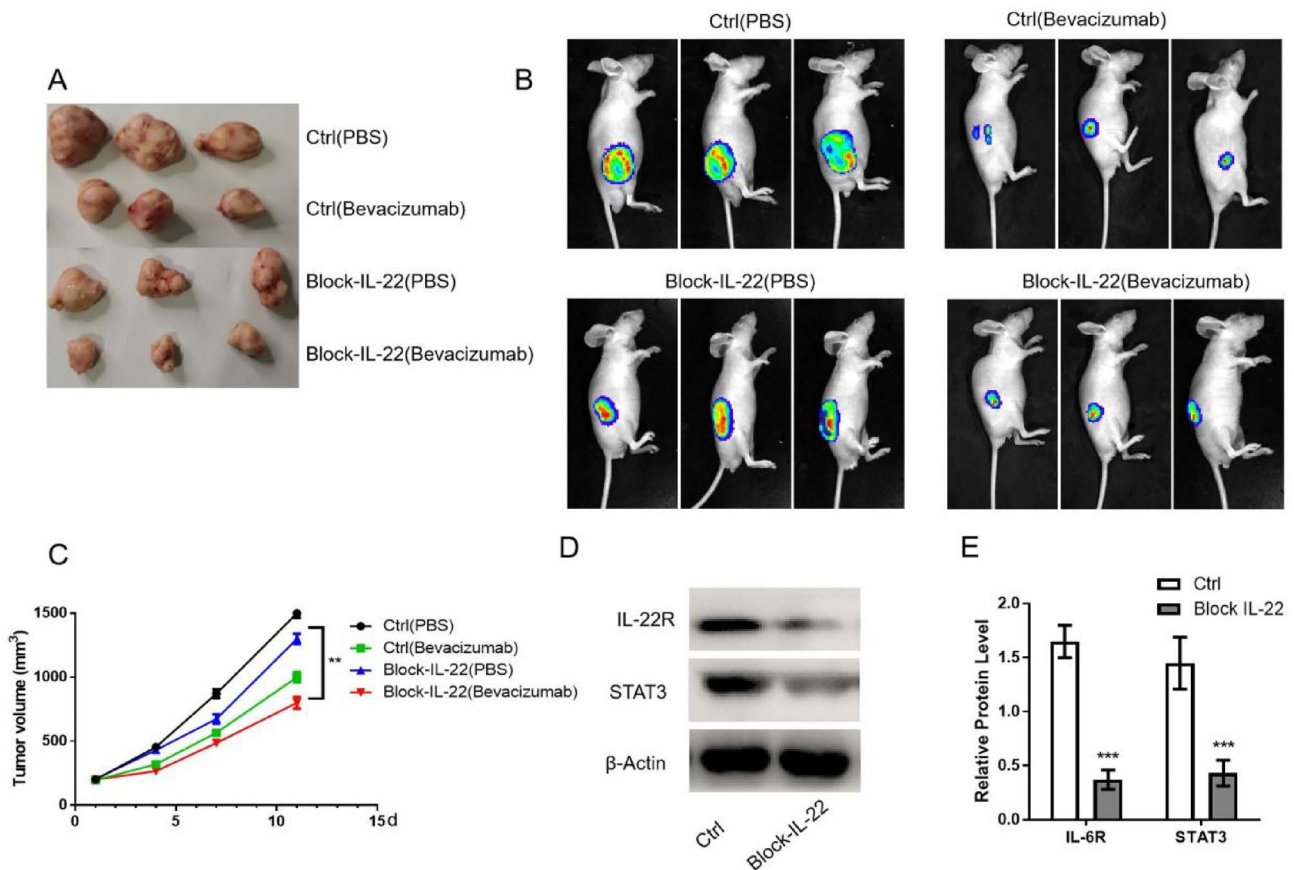 A
Ctrl(PBS)
Ctrl(Bevacizumab)
Block-IL-22(PBS)
Block-IL-22(Bevacizumab)
B
Ctrl(PBS)
Ctrl(Bevacizumab)
Block-IL-22(PBS)
Block-IL-22(Bevacizumab)
C
Tumor volume (mm³)
1500
1000
500
0
0
5
10
15d
Ctrl(PBS)
Ctrl(Bevacizumab)
Block-IL-22(PBS)
Block-IL-22(Bevacizumab)
**
D
IL-22R
STAT3
β-Actin
Ctrl
Block-IL-22
E
Ctrl
Block IL-22
Relative Protein Level
2.0
1.5
1.0
0.5
0.0
***
***
IL-6R
STAT3